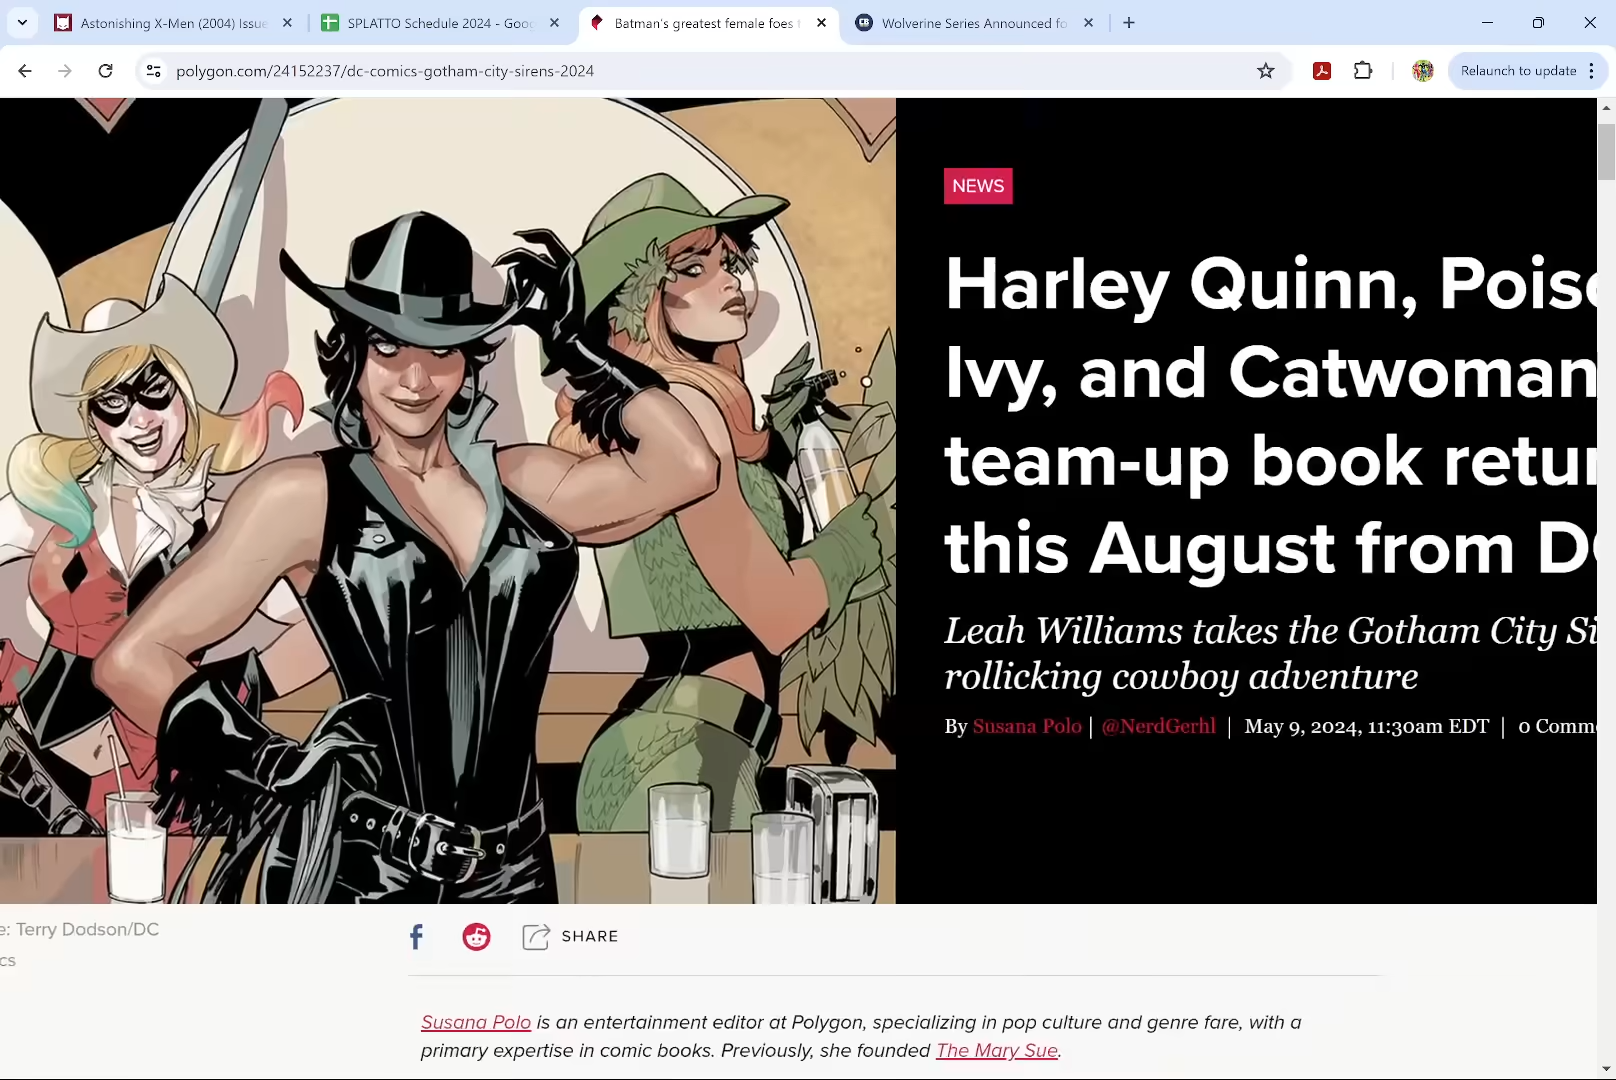 Astonishing X-Men (2004) Issue
SPLATTO Schedule 2024 - Goo
Batman's greatest female foes
Wolverine Series Announced fo
polygon.com/24152237/dc-comics-gotham-city-sirens-2024
Relaunch to update
NEWS
Harley Quinn, Poiso
Ivy, and Catwoman
team-up book retur
this August from D
Leah Williams takes the Gotham City Si
rollicking cowboy adventure
By Susana Polo | @NerdGerhl | May 9, 2024, 11:30am EDT | 0 Comm
e: Terry Dodson/DC
cs
SHARE
Susana Polo is an entertainment editor at Polygon, specializing in pop culture and genre fare, with a
primary expertise in comic books. Previously, she founded The Mary Sue.